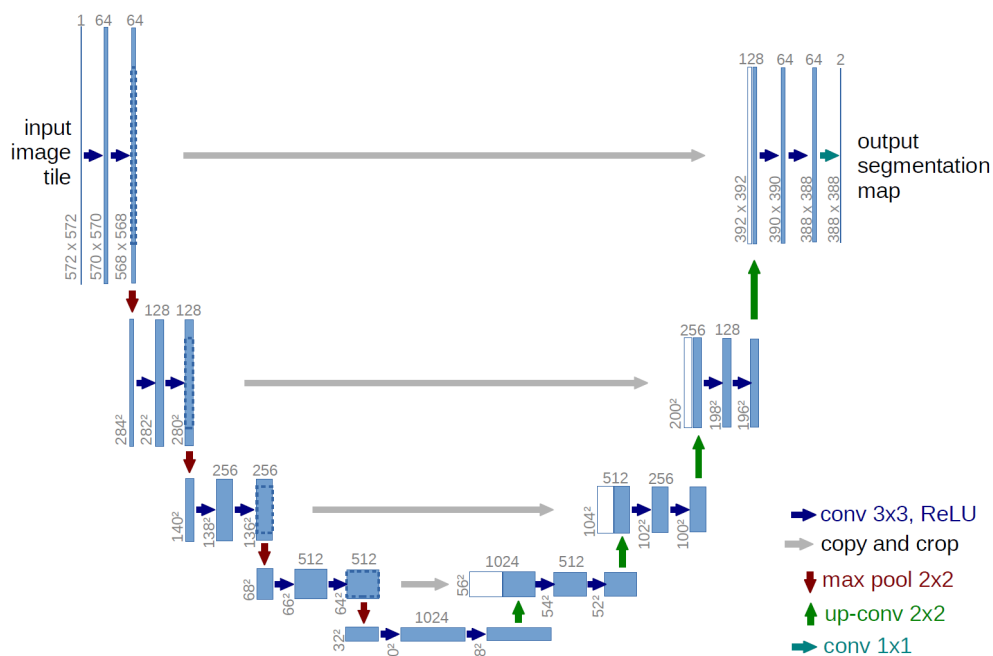 1 64 64
input
image
tile
572 x 572
570 x 570
568 x 568
128 64 64 2
output
segmentation
map
392 x 392
390 x 390
388 x 388
388 x 388
128 128
284²
282²
280²
256 128
200²
198²
196²
256 256
140²
138²
136²
512 256
104²
102²
100²
512 512
68²
66²
64²
1024 512
56²
54²
52²
1024
32²
0²
8²
conv 3x3, ReLU
copy and crop
max pool 2x2
up-conv 2x2
conv 1x1